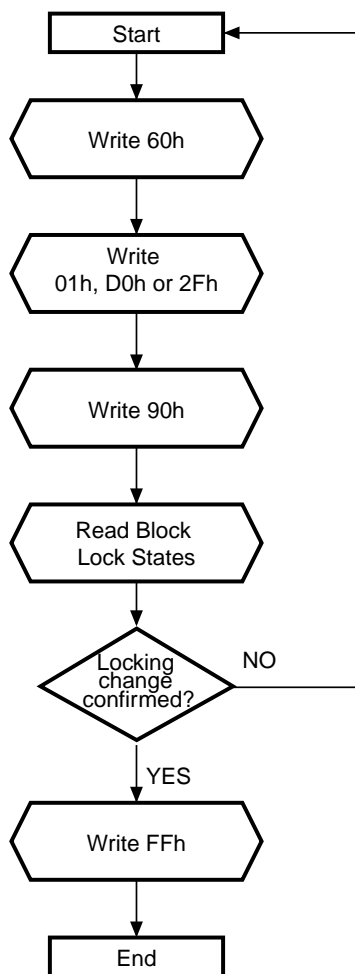 Start
Write 60h
Write
01h, D0h or 2Fh
Write 90h
Read Block
Lock States
Locking
change
confirmed?
NO
YES
Write FFh
End